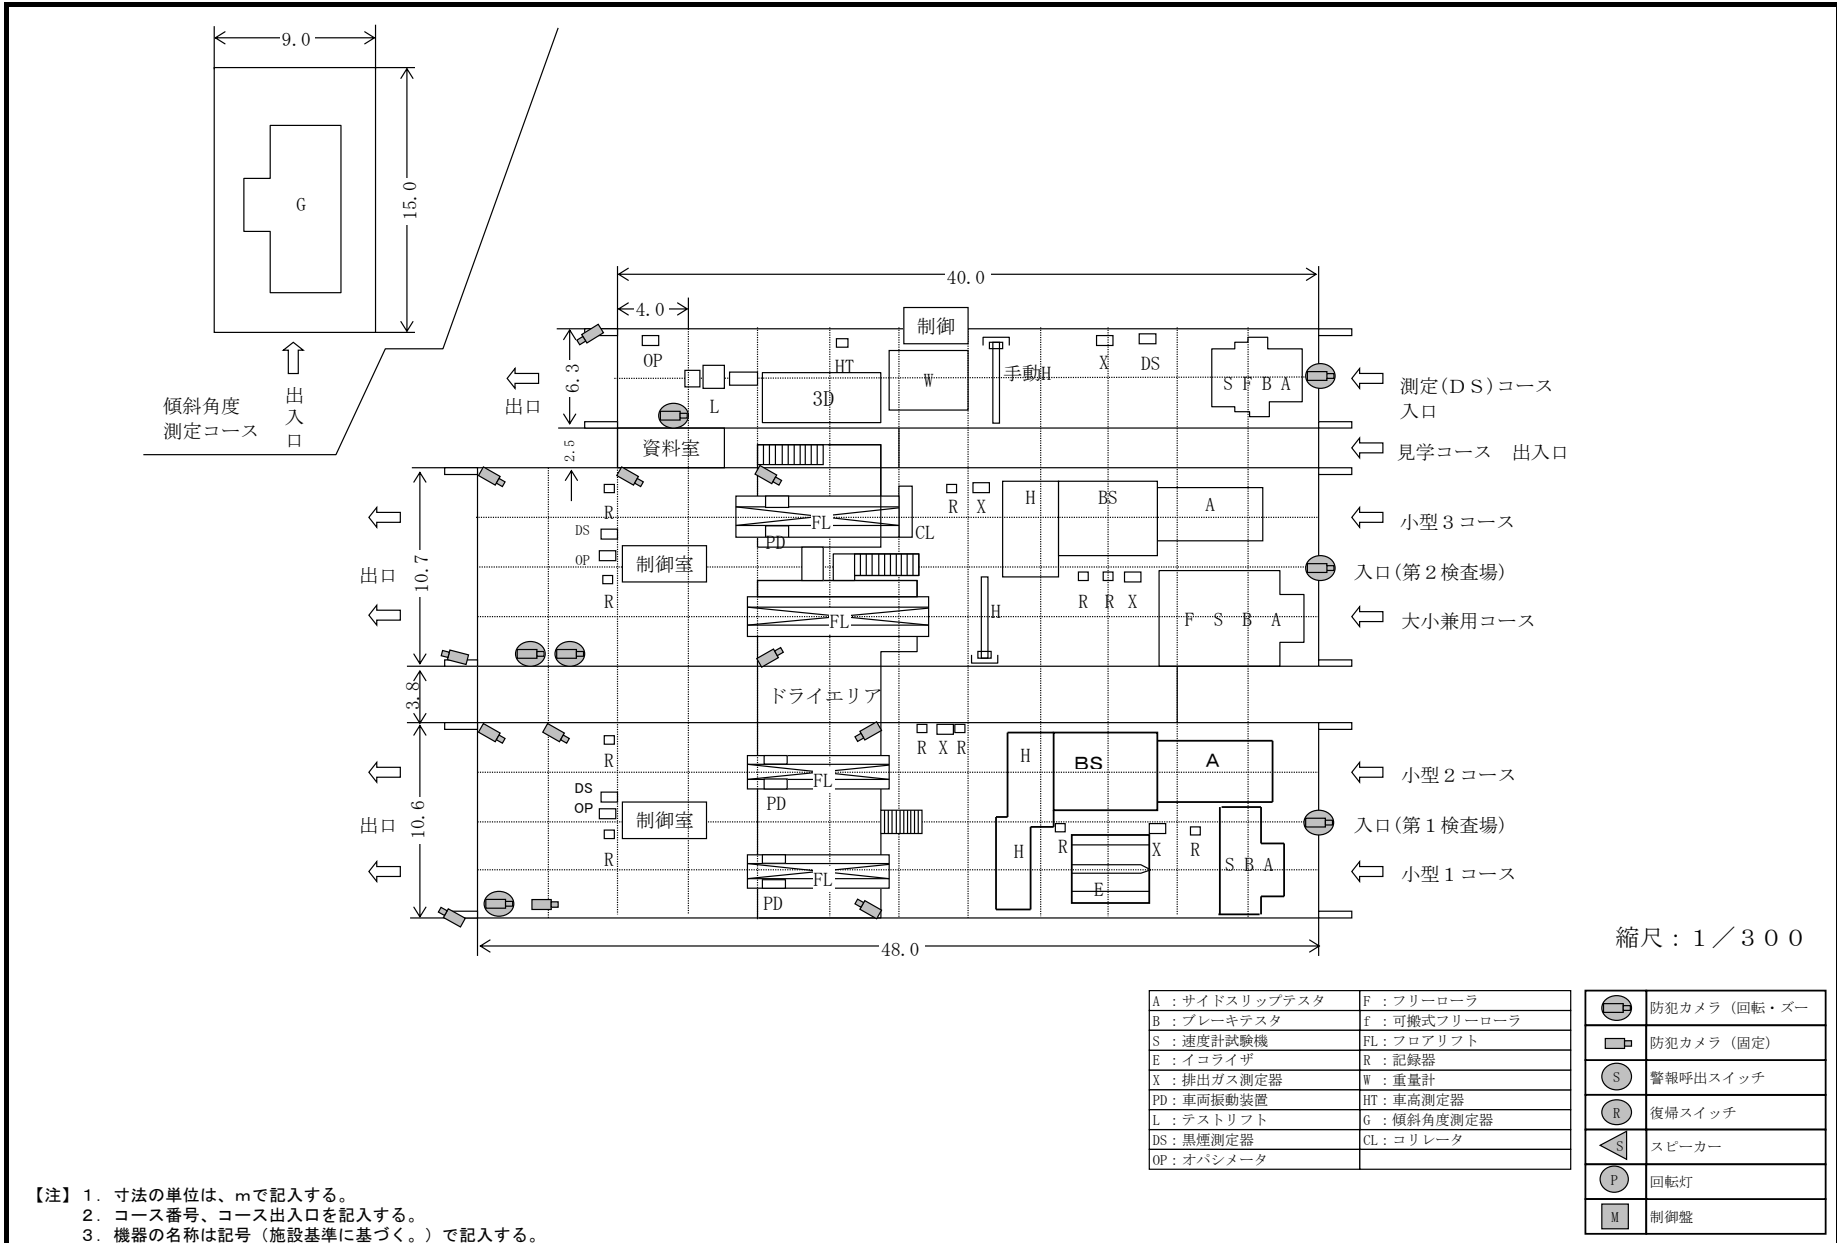 9.0
15.0
G
出入口
傾斜角度
測定コース
40.0
4.0
制御
OP
HT
手動H
X
DS
6.3
W
S F B A
3D
L
出口
測定(DS)コース
入口
2.5
資料室
見学コース 出入口
R
DS
OP
制御室
R
FL
PD
CL
R
X
H
BS
A
小型3コース
出口
10.7
入口(第2検査場)
R
R
X
H
FL
F S B A
大小兼用コース
3.8
ドライエリア
R
X
R
H
BS
A
R
FL
小型2コース
DS
OP
PD
制御室
出口
10.6
入口(第1検査場)
R
H
R
X
R
E
S B A
FL
PD
小型1コース
48.0
縮尺：1／300
A ：サイドスリップテスタ
F ：フリーローラ
B ：ブレーキテスタ
f ：可搬式フリーローラ
S ：速度計試験機
FL：フロアリフト
E ：イコライザ
R ：記録器
X ：排出ガス測定器
W ：重量計
PD：車両振動装置
HT：車高測定器
L ：テストリフト
G ：傾斜角度測定器
DS：黒煙測定器
CL：コリレータ
OP：オパシメータ
防犯カメラ（回転・ズー
防犯カメラ（固定）
S
警報呼出スイッチ
R
復帰スイッチ
S
スピーカー
P
回転灯
M
制御盤
【注】1．寸法の単位は、mで記入する。
2．コース番号、コース出入口を記入する。
3．機器の名称は記号（施設基準に基づく。）で記入する。